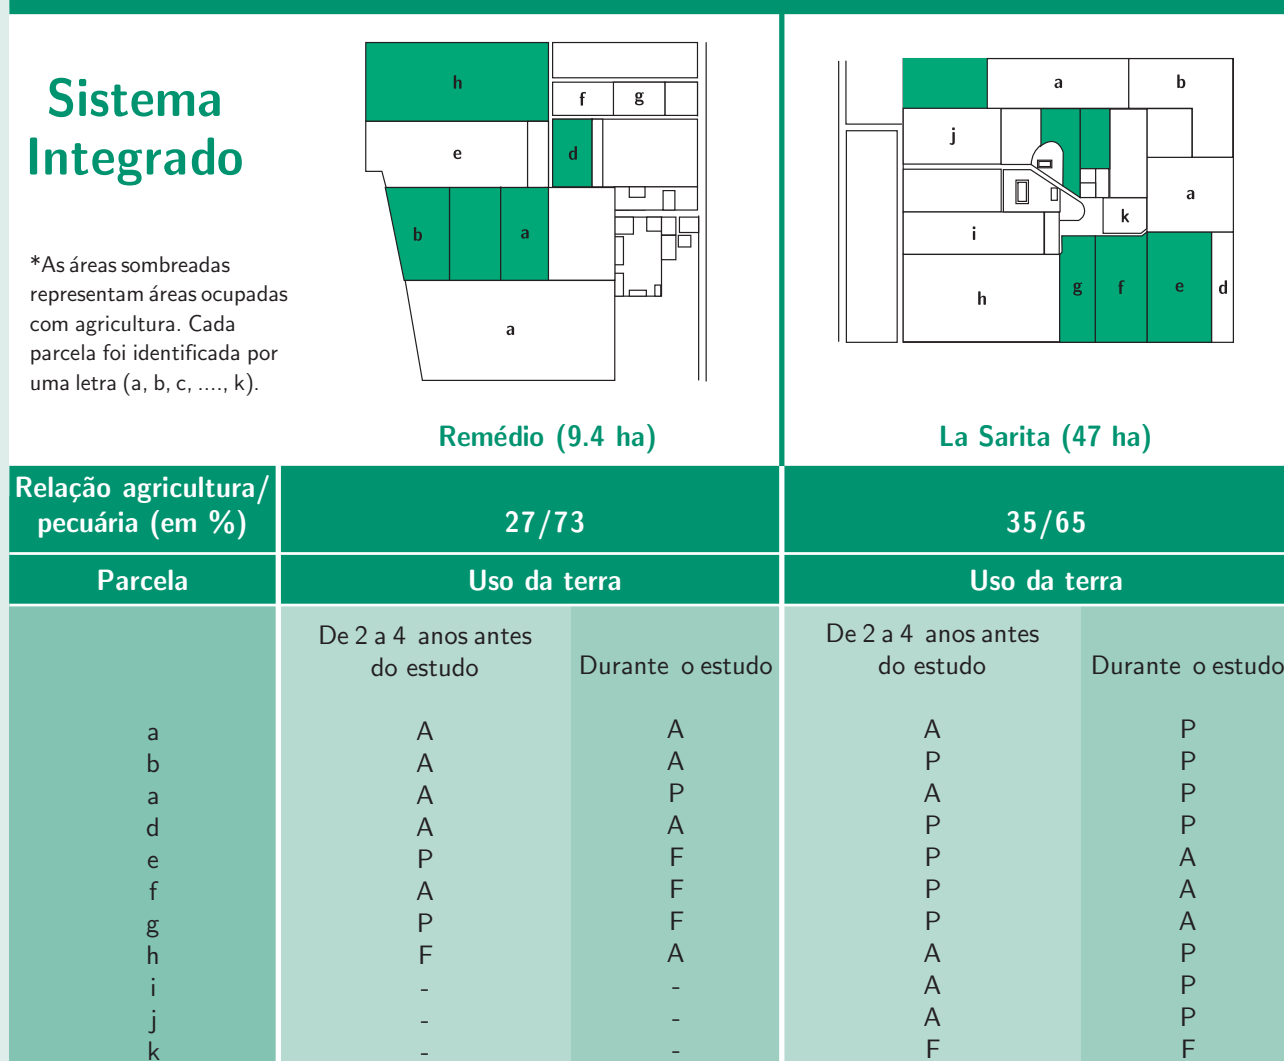 Sistema
Integrado
*As áreas sombreadas
representam áreas ocupadas
com agricultura. Cada
parcela foi identificada por
uma letra (a, b, c, ...., k).
h
f g
e d
b a
a
Remédio (9.4 ha)
a b
j
a
k
i
h g f e d
La Sarita (47 ha)
Relação agricultura/
pecuária (em %) 27/73 35/65
Parcela Uso da terra Uso da terra
De 2 a 4 anos antes
do estudo
Durante o estudo
De 2 a 4 anos antes
do estudo
Durante o estudo
a A A A P
b A A P P
a A P A P
d A A P P
e P F P A
f A F P A
g P F P A
h F A A P
i - - A P
j - - A P
k - - F F